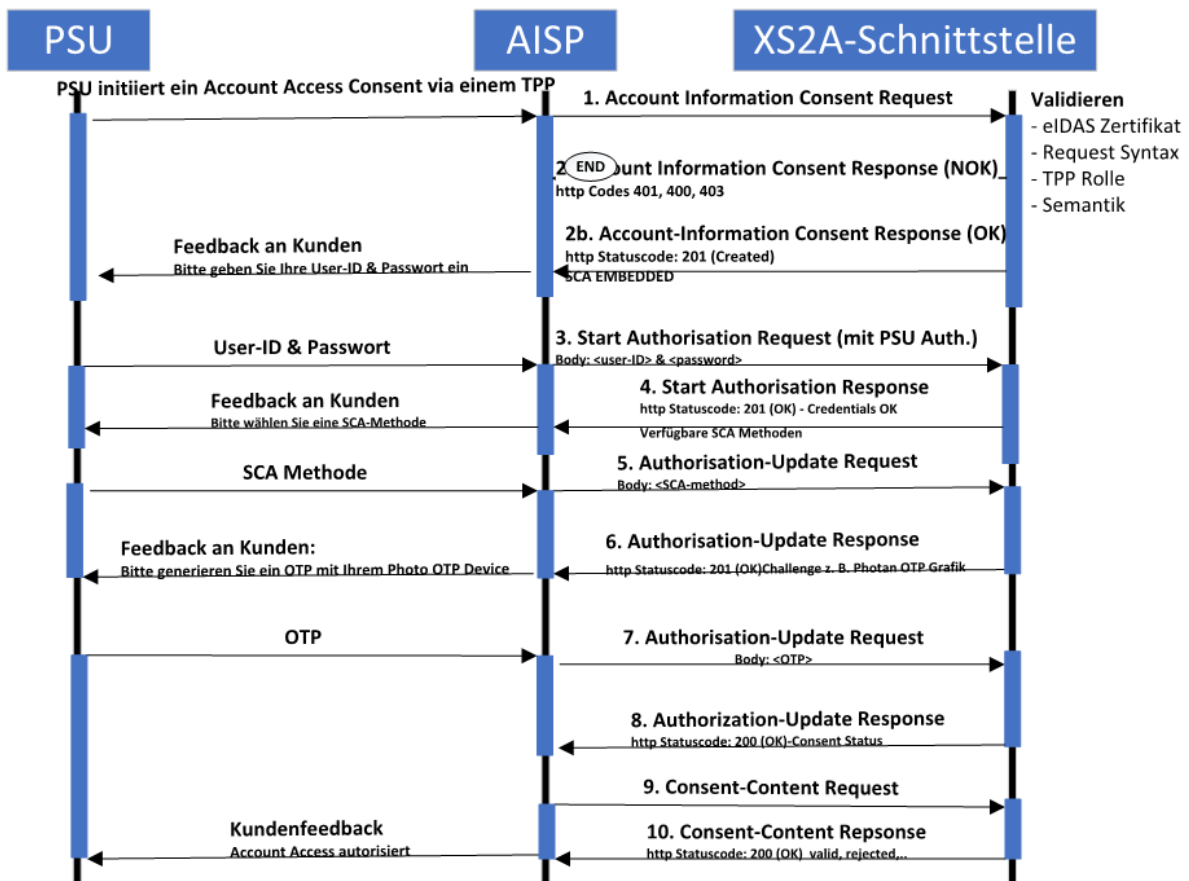 PSU
AISP
XS2A-Schnittstelle
PSU initiiert ein Account Access Consent via einem TPP
1. Account Information Consent Request
Validieren
- eIDAS Zertifikat
- Request Syntax
- TPP Rolle
- Semantik
END
2 ount Information Consent Response (NOK)
http Codes 401, 400, 403
2b. Account-Information Consent Response (OK)
http Statuscode: 201 (Created)
SCA EMBEDDED
Feedback an Kunden
Bitte geben Sie Ihre User-ID & Passwort ein
User-ID & Passwort
3. Start Authorisation Request (mit PSU Auth.)
Body: <user-ID> & <password>
4. Start Authorisation Response
http Statuscode: 201 (OK) - Credentials OK
Verfügbare SCA Methoden
Feedback an Kunden
Bitte wählen Sie eine SCA-Methode
SCA Methode
5. Authorisation-Update Request
Body: <SCA-method>
6. Authorisation-Update Response
http Statuscode: 201 (OK)Challenge z. B. Photan OTP Grafik
Feedback an Kunden:
Bitte generieren Sie ein OTP mit Ihrem Photo OTP Device
OTP
7. Authorisation-Update Request
Body: <OTP>
8. Authorization-Update Response
http Statuscode: 200 (OK)-Consent Status
9. Consent-Content Request
10. Consent-Content Repsonse
http Statuscode: 200 (OK) valid, rejected,..
Kundenfeedback
Account Access autorisiert